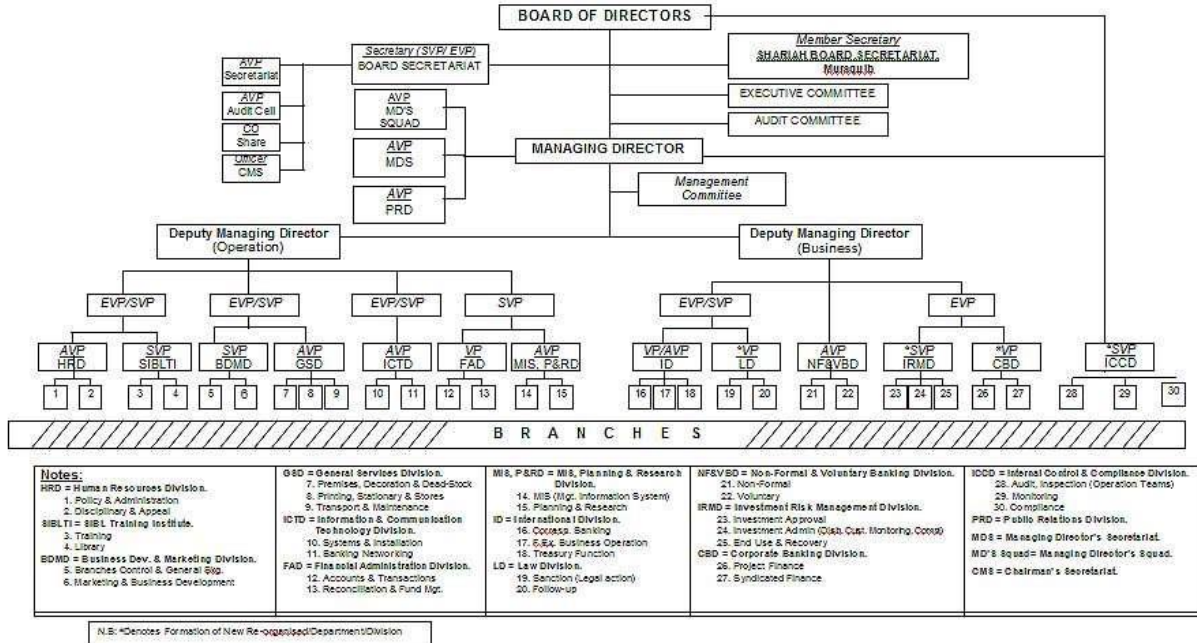 BOARD OF DIRECTORS
Secretary (SVP/ EVP)
BOARD SECRETARIAT
Member Secretary
SHARIAH BOARD SECRETARIAT,
Muraquib
AVP
Secretariat
AVP
Audit Cell
CO
Share
Officer
CMS
AVP
MD'S
SQUAD
EXECUTIVE COMMITTEE
AUDIT COMMITTEE
AVP
MDS
MANAGING DIRECTOR
AVP
PRD
Management
Committee
Deputy Managing Director
(Operation)
Deputy Managing Director
(Business)
EVP/SVP
EVP/SVP
EVP/SVP
SVP
EVP/SVP
EVP
AVP
HRD
SVP
SIBLTI
SVP
BDMD
AVP
GSD
AVP
ICTD
VP
FAD
AVP
MIS, P&RD
VP/AVP
ID
*VP
LD
AVP
NF&VBD
*SVP
IRMD
*VP
CBD
*SVP
ICCD
1 2 3 4 5 6 7 8 9 10 11 12 13 14 15 16 17 18 19 20 21 22 23 24 25 26 27 28 29 30
B R A N C H E S
Notes:
HRD = Human Resources Division.
1. Policy & Administration
2. Disciplinary & Appeal
SIBLTI = SIBL Training Institute.
3. Training
4. Library
BDMD = Business Dev. & Marketing Division.
5. Branches Control & General Bkg.
6. Marketing & Business Development
GSD = General Services Division.
7. Premises, Decoration & Dead-Stock
8. Printing, Stationary & Stores
9. Transport & Maintenance
ICTD = Information & Communication
Technology Division.
10. Systems & Installation
11. Banking Networking
FAD = Financial Administration Division.
12. Accounts & Transactions
13. Reconciliation & Fund Mgt.
MIS, P&RD = MIS, Planning & Research
Division.
14. MIS (Mgt. Information System)
15. Planning & Research
ID = International Division.
16. Corress. Banking
17. F.Ex. Business Operation
18. Treasury Function
LD = Law Division.
19. Sanction (Legal action)
20. Follow-up
NF&VBD = Non-Formal & Voluntary Banking Division.
21. Non-Formal
22. Voluntary
IRMD = Investment Risk Management Division.
23. Investment Approval
24. Investment Admin (Disb, Cust. Monitoring, Comp)
25. End Use & Recovery
CBD = Corporate Banking Division.
26. Project Finance
27. Syndicated Finance
ICCD = Internal Control & Compliance Division.
28. Audit, Inspection (Operation Teams)
29. Monitoring
30. Compliance
PRD = Public Relations Division.
MDS = Managing Director's Secretariat.
MD'S Squad= Managing Director's Squad.
CMS = Chairman's Secretariat.
N.B: *Denotes Formation of New Re-organised/Department/Division